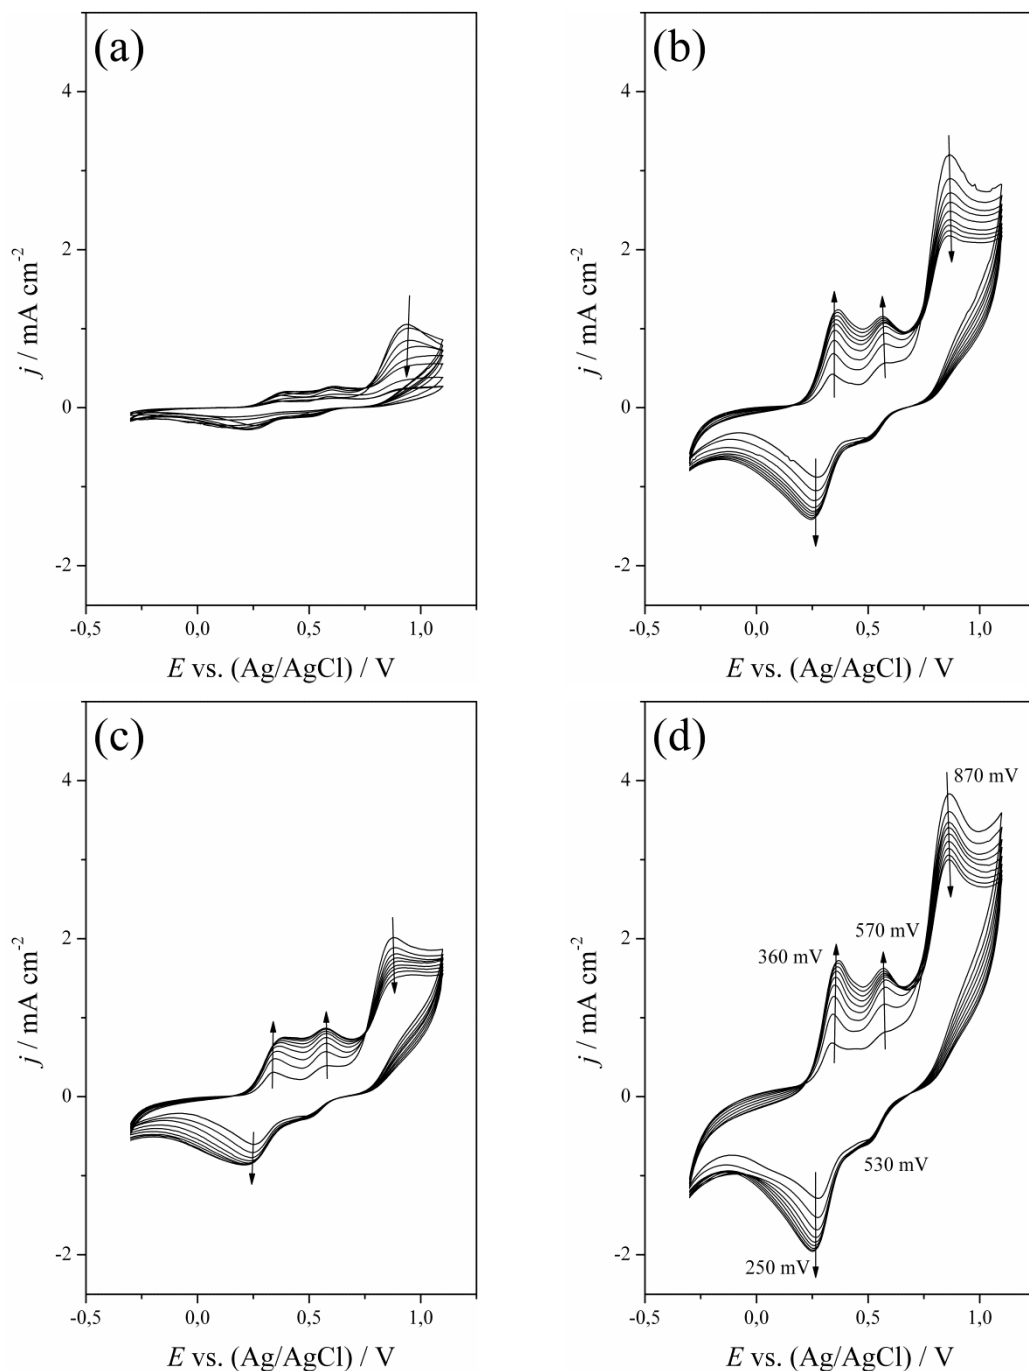 (a)
4
2
0
-2
j / mA cm-2
-0,5 0,0 0,5 1,0
E vs. (Ag/AgCl) / V
(b)
4
2
0
-2
j / mA cm-2
-0,5 0,0 0,5 1,0
E vs. (Ag/AgCl) / V
(c)
4
2
0
-2
j / mA cm-2
-0,5 0,0 0,5 1,0
E vs. (Ag/AgCl) / V
(d)
870 mV
570 mV
360 mV
530 mV
250 mV
4
2
0
-2
j / mA cm-2
-0,5 0,0 0,5 1,0
E vs. (Ag/AgCl) / V